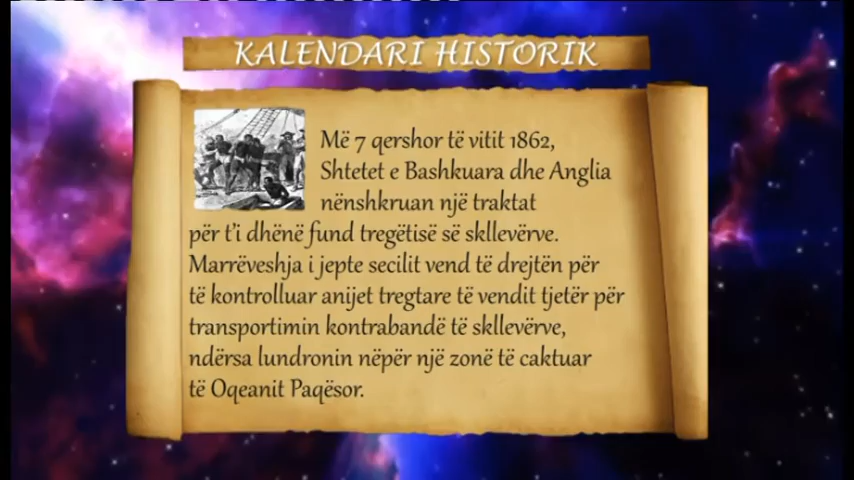 KALENDARI HISTORIK
Më 7 qershor të vitit 1862,
Shtetet e Bashkuara dhe Anglia
nënshkruan një traktat
për t'i dhënë fund tregëtisë së skllevërve.
Marrëveshja i jepte secilit vend të drejtën për
të kontrolluar anijet tregtare të vendit tjetër për
transportimin kontrabandë të skllevërve,
ndërsa lundronin nëpër një zonë të caktuar
të Oqeanit Paqësor.